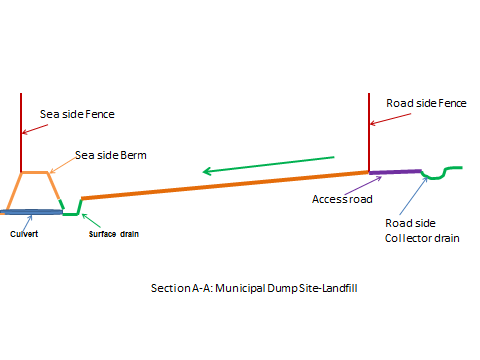 Road side Fence
Sea side Fence
Sea side Berm
Access road
Road side
Collector drain
Culvert
Surface drain
Section A-A: Municipal Dump Site-Landfill